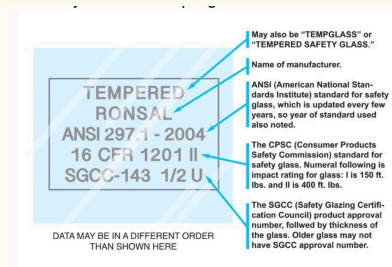 TEMPERED
RONSAL
ANSI 297.1 - 2004
16 CFR 1201 II
SGCC-143 1/2 U
DATA MAY BE IN A DIFFERENT ORDER
THAN SHOWN HERE
May also be “TEMPGLASS” or
“TEMPERED SAFETY GLASS.”
Name of manufacturer.
ANSI (American National Stan-
dards Institute) standard for safety
glass, which is updated every few
years, so year of standard used
also noted.
The CPSC (Consumer Products
Safety Commission) standard for
safety glass. Numeral following is
impact rating for glass: I is 150 ft.
lbs. and II is 400 ft. lbs.
The SGCC (Safety Glazing Certifi-
cation Council) product approval
number, follwed by thickness of
the glass. Older glass may not
have SGCC approval number.